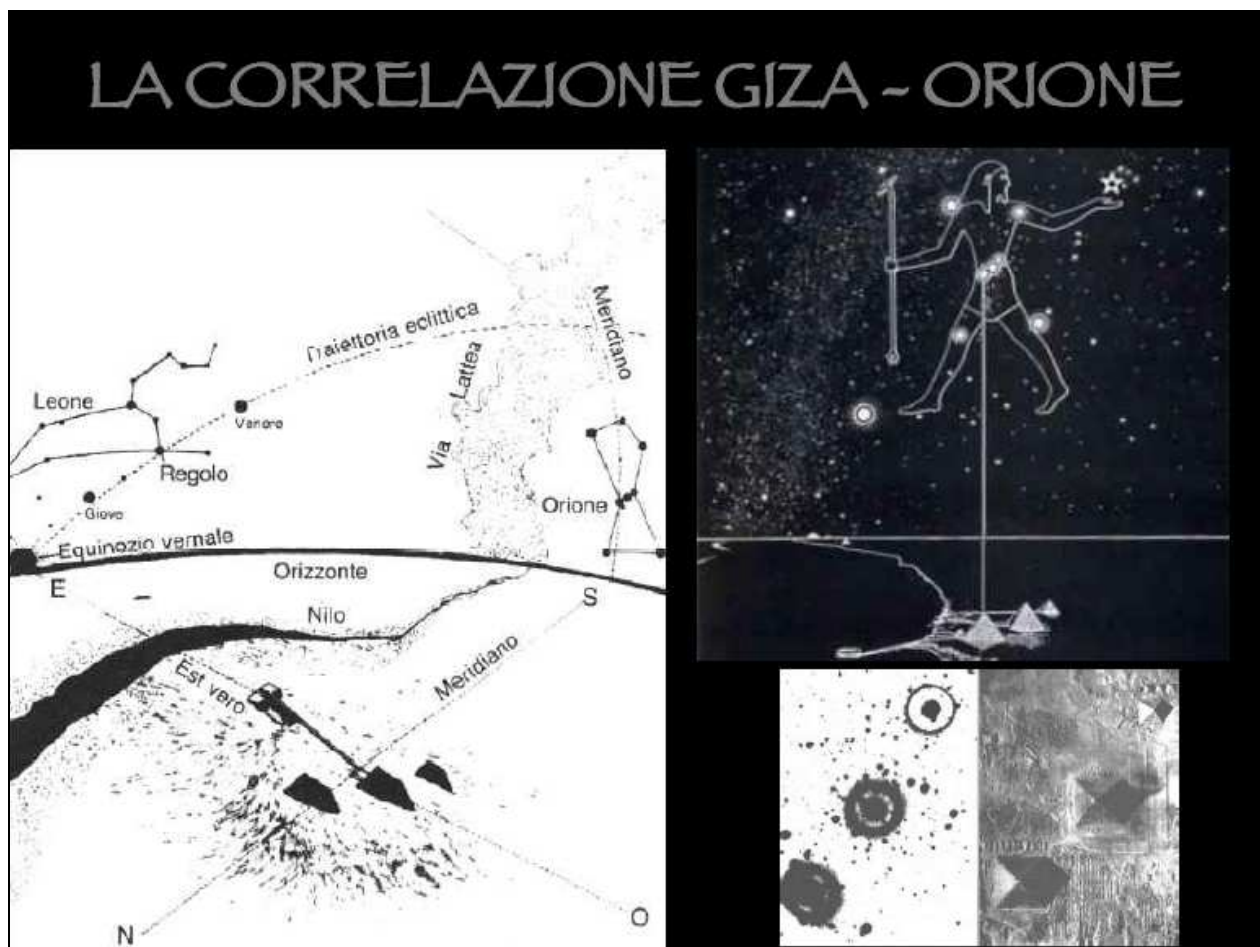 LA CORRELAZIONE GIZA - ORIONE
Traiettoria eclittica
Meridiano
Leone
Venere
Via Lattea
Regolo
Giove
Orione
Equinozio vernale
Orizzonte
E
S
Nilo
Est vero
Meridiano
N
O